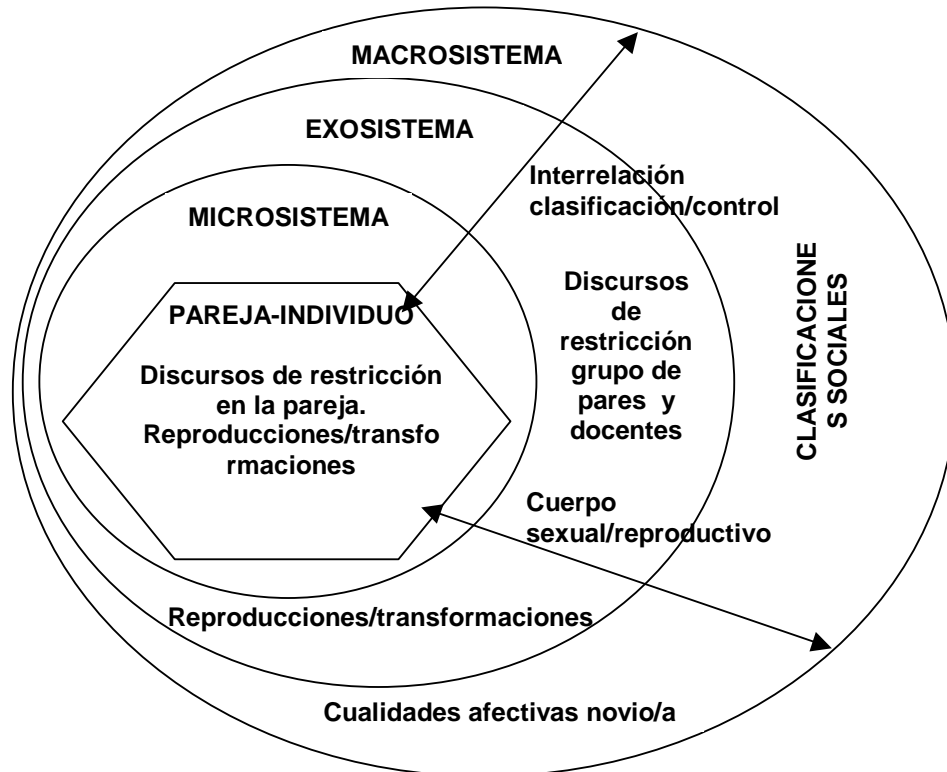 MACROSISTEMA
EXOSISTEMA
Interrelación
clasificación/control
MICROSISTEMA
PAREJA-INDIVIDUO
Discursos de restricción
en la pareja.
Reproducciones/transfo
rmaciones
Discursos
de
restricción
grupo de
pares y
docentes
CLASIFICACIONE
S SOCIALES
Cuerpo
sexual/reproductivo
Reproducciones/transformaciones
Cualidades afectivas novio/a